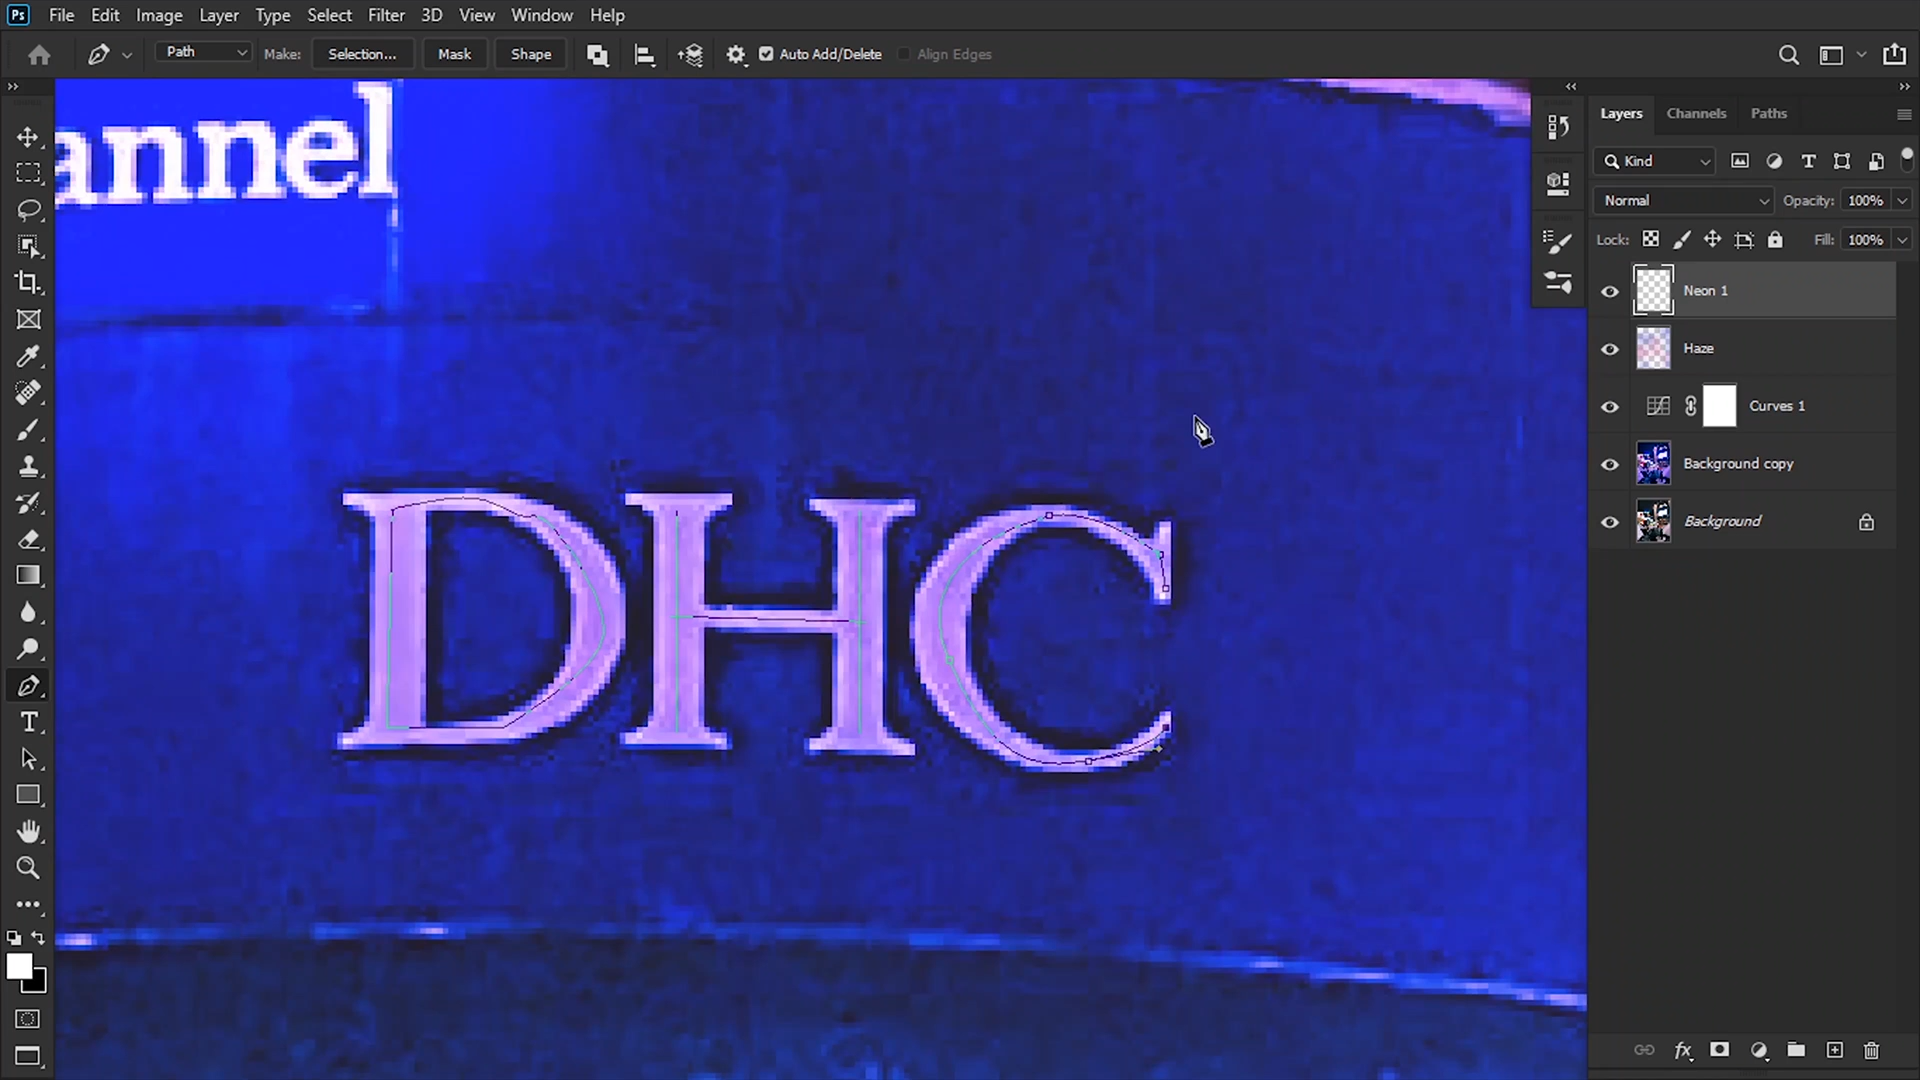 Ps File Edit Image Layer Type Select Filter 3D View Window Help
Path Make: Selection... Mask Shape Auto Add/Delete Align Edges
Layers Channels Paths
Kind
Normal Opacity: 100%
Lock: Fill: 100%
Neon 1
Haze
Curves 1
Background copy
Background
annel
DHC